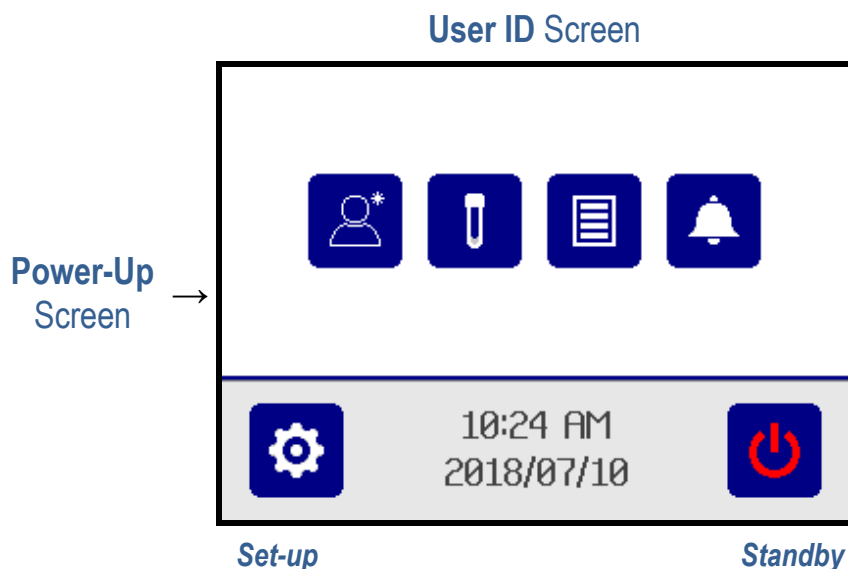 User ID Screen
Power-Up →
Screen
10:24 AM
2018/07/10
Set-up
Standby